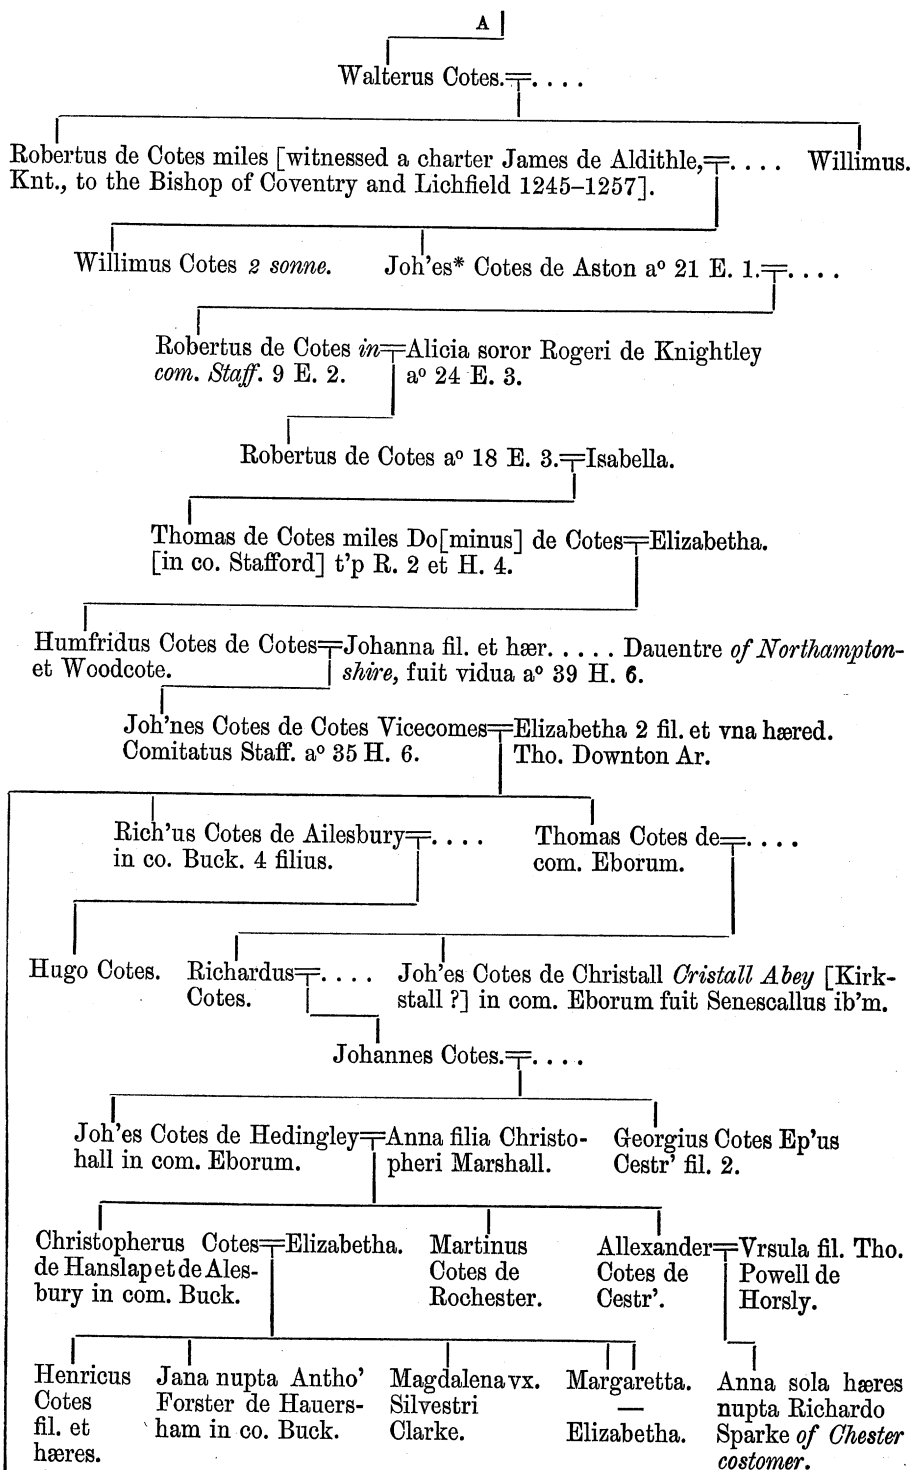 A
Walterus Cotes. . . . .
Robertus de Cotes miles [witnessed a charter James de Aldithle, . . . . Willimus.
Knt., to the Bishop of Coventry and Lichfield 1245–1257].
Willimus Cotes 2 sonne. Joh'es* Cotes de Aston aº 21 E. 1. . . . .
Robertus de Cotes in Alicia soror Rogeri de Knightley
com. Staff. 9 E. 2. aº 24 E. 3.
Robertus de Cotes aº 18 E. 3. Isabella.
Thomas de Cotes miles Do[minus] de Cotes Elizabetha.
[in co. Stafford] t'p R. 2 et H. 4.
Humfridus Cotes de Cotes Johanna fil. et hær. . . . . . Dauentre of Northampton-
et Woodcote. shire, fuit vidua aº 39 H. 6.
Joh'nes Cotes de Cotes Vicecomes Elizabetha 2 fil. et vna hæred.
Comitatus Staff. aº 35 H. 6. Tho. Downton Ar.
Rich'us Cotes de Ailesbury . . . . Thomas Cotes de . . . .
in co. Buck. 4 filius. com. Eborum.
Hugo Cotes. Richardus . . . . Joh'es Cotes de Christall Cristall Abey [Kirk-
Cotes. stall ?] in com. Eborum fuit Senescallus ib'm.
Johannes Cotes. . . . .
Joh'es Cotes de Hedingley Anna filia Christo- Georgius Cotes Ep'us
hall in com. Eborum. pheri Marshall. Cestr' fil. 2.
Christopherus Cotes Elizabetha. Martinus Allexander Vrsula fil. Tho.
de Hanslap et de Ales- Cotes de Cotes de Powell de
bury in com. Buck. Rochester. Cestr'. Horsly.
Henricus Jana nupta Antho' Magdalena vx. Margaretta. Anna sola hæres
Cotes Forster de Hauers- Silvestri — nupta Richardo
fil. et ham in co. Buck. Clarke. Elizabetha. Sparke of Chester
hæres. costomer.